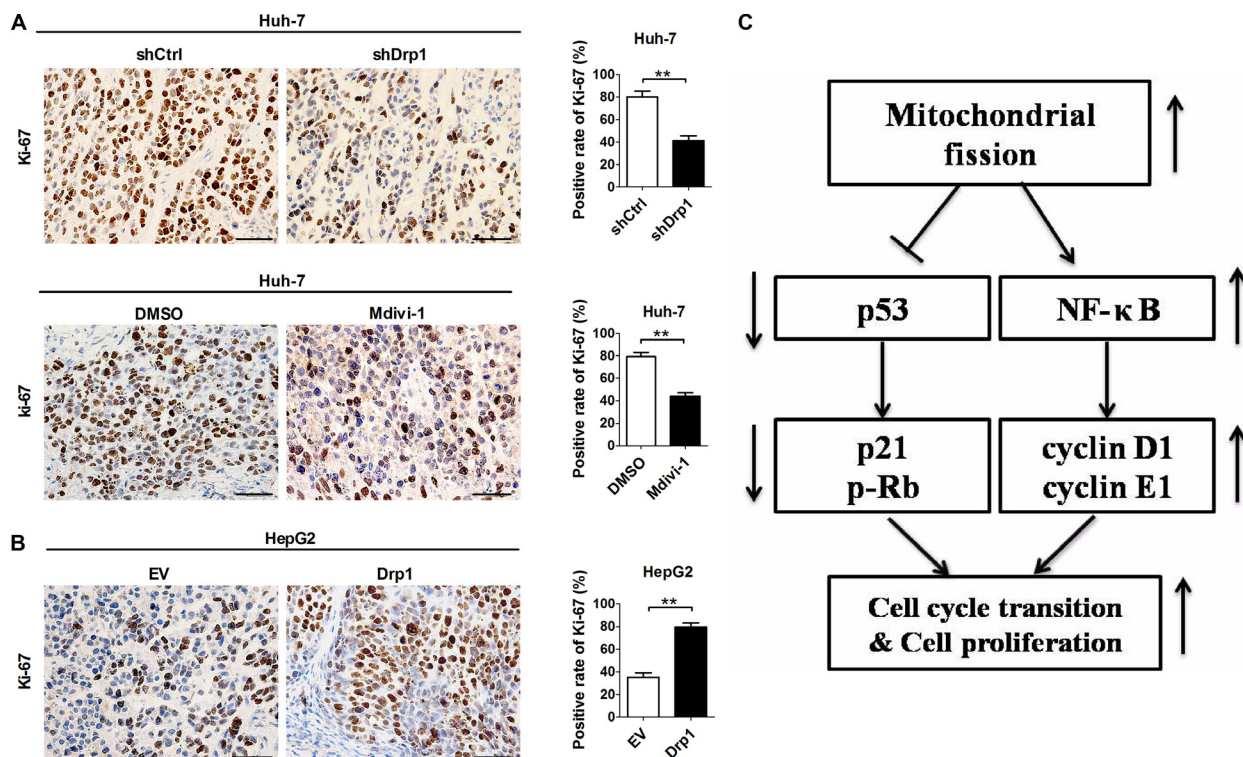 A
Huh-7
shCtrl
shDrp1
Ki-67
Huh-7
Positive rate of Ki-67 (%)
100
80
60
40
20
0
**
shCtrl
shDrp1
Huh-7
DMSO
Mdivi-1
ki-67
Huh-7
Positive rate of Ki-67 (%)
100
80
60
40
20
0
**
DMSO
Mdivi-1
B
HepG2
EV
Drp1
Ki-67
HepG2
Positive rate of Ki-67 (%)
100
80
60
40
20
0
**
EV
Drp1
C
Mitochondrial
fission
p53
NF-κB
p21
p-Rb
cyclin D1
cyclin E1
Cell cycle transition
& Cell proliferation